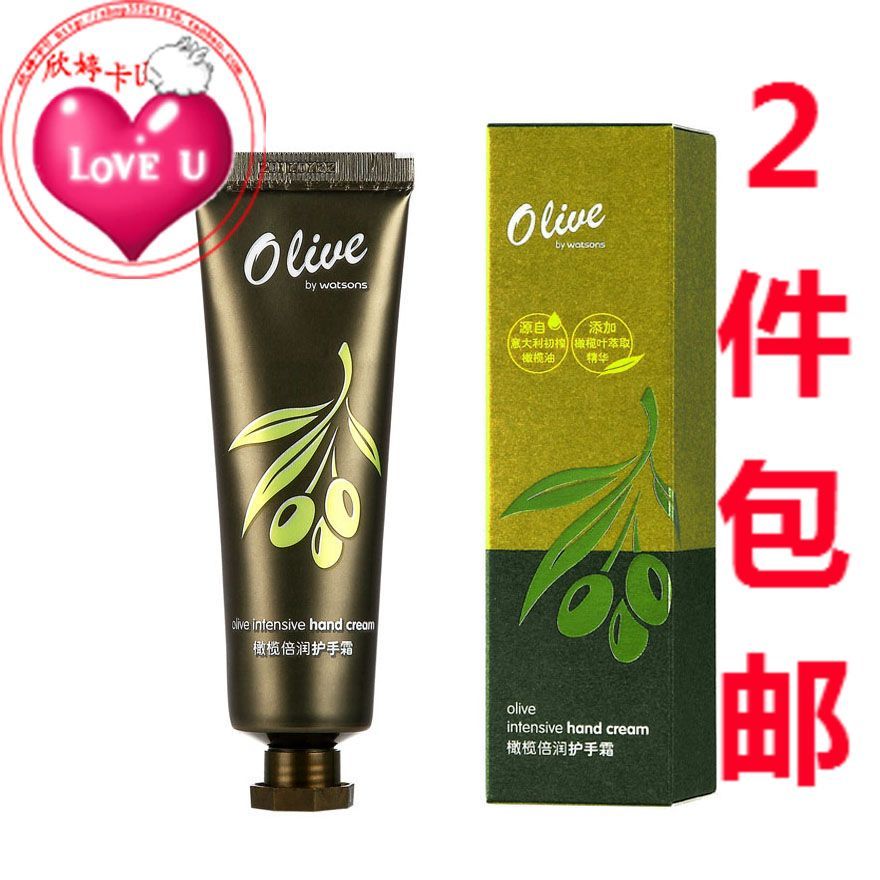 欣婷卡U
LOVE U
Olive
by watsons
olive intensive hand cream
橄榄倍润护手霜
Olive
by watsons
源自
意大利初榨
橄榄油
添加
橄榄叶萃取
精华
olive
intensive hand cream
橄榄倍润护手霜
2
件
包
邮